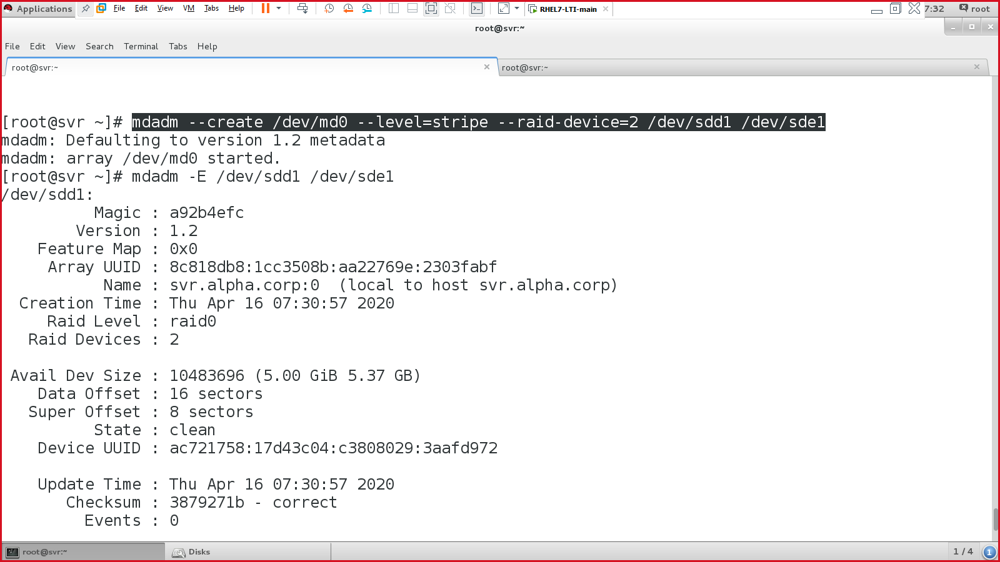 Applications File Edit View VM Tabs Help RHEL7-LTI-main 7:32 root
root@svr:~
File Edit View Search Terminal Tabs Help
root@svr:~ root@svr:~
[root@svr ~]# mdadm --create /dev/md0 --level=stripe --raid-device=2 /dev/sdd1 /dev/sde1
mdadm: Defaulting to version 1.2 metadata
mdadm: array /dev/md0 started.
[root@svr ~]# mdadm -E /dev/sdd1 /dev/sde1
/dev/sdd1:
Magic : a92b4efc
Version : 1.2
Feature Map : 0x0
Array UUID : 8c818db8:1cc3508b:aa22769e:2303fabf
Name : svr.alpha.corp:0 (local to host svr.alpha.corp)
Creation Time : Thu Apr 16 07:30:57 2020
Raid Level : raid0
Raid Devices : 2
Avail Dev Size : 10483696 (5.00 GiB 5.37 GB)
Data Offset : 16 sectors
Super Offset : 8 sectors
State : clean
Device UUID : ac721758:17d43c04:c3808029:3aafd972
Update Time : Thu Apr 16 07:30:57 2020
Checksum : 3879271b - correct
Events : 0
root@svr:~ Disks 1 / 4 1